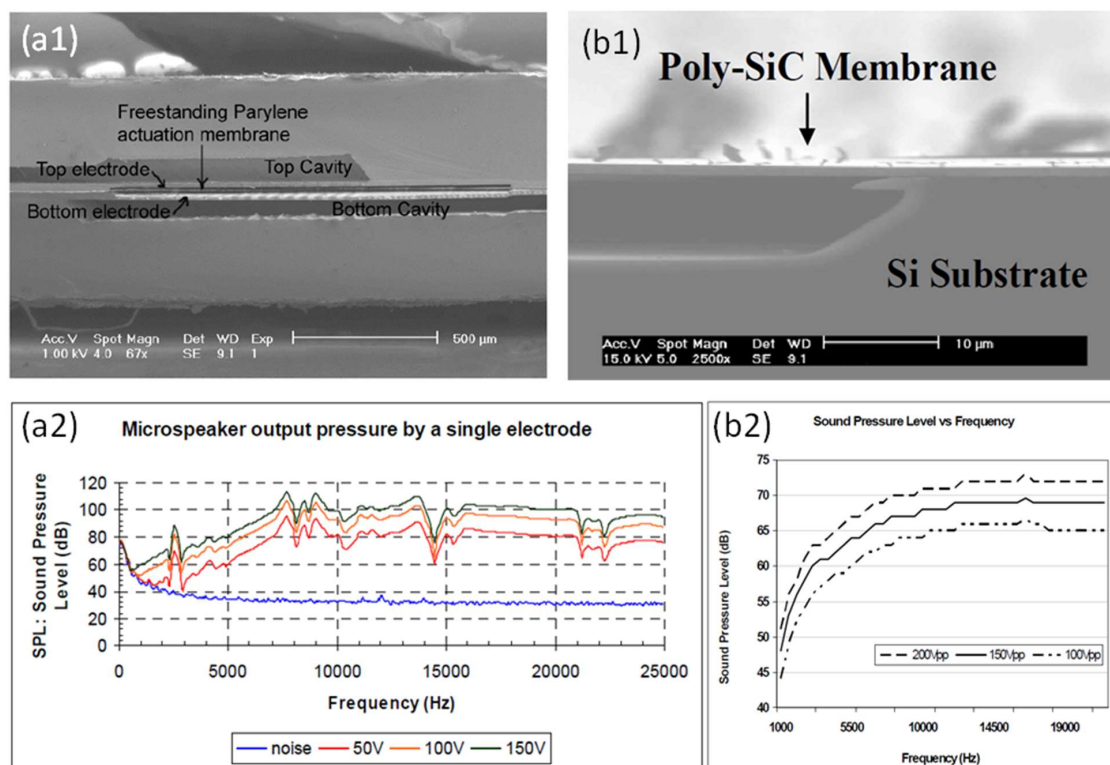 (a1)
Freestanding Parylene
actuation membrane
Top electrode
Top Cavity
Bottom electrode
Bottom Cavity
Acc.V Spot Magn Det WD Exp
1.00 kV 4.0 67x SE 9.1 1
500 µm
(b1)
Poly-SiC Membrane
Si Substrate
Acc.V Spot Magn Det WD
15.0 kV 5.0 2500x SE 9.1
10 µm
(a2)
Microspeaker output pressure by a single electrode
SPL: Sound Pressure
Level (dB)
120
100
80
60
40
20
0
0 5000 10000 15000 20000 25000
Frequency (Hz)
noise 50V 100V 150V
(b2)
Sound Pressure Level vs Frequency
Sound Pressure Level (dB)
75
70
65
60
55
50
45
40
200Vpp 150Vpp 100Vpp
1000 5500 10000 14500 19000
Frequency (Hz)